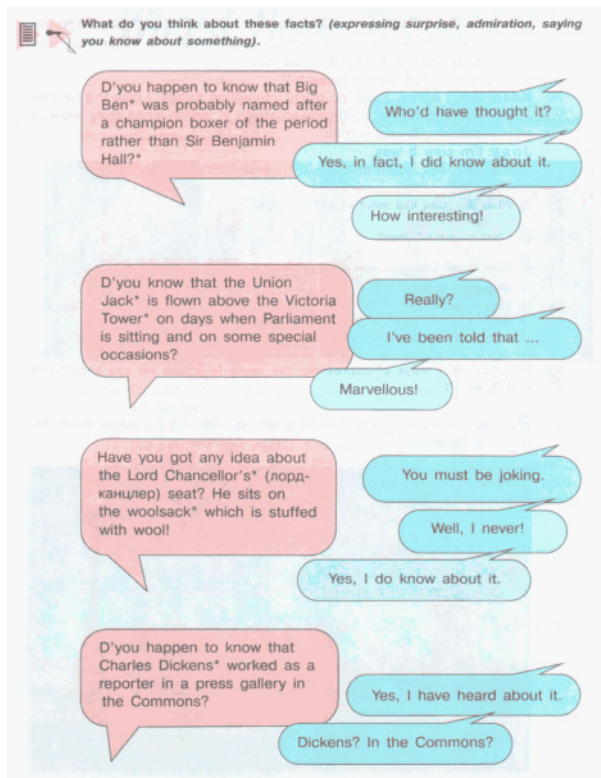 What do you think about these facts? (expressing surprise, admiration, saying
you know about something).
D'you happen to know that Big
Ben* was probably named after
a champion boxer of the period
rather than Sir Benjamin
Hall?*
Who'd have thought it?
Yes, in fact, I did know about it.
How interesting!
D'you know that the Union
Jack* is flown above the Victoria
Tower* on days when Parliament
is sitting and on some special
occasions?
Really?
I've been told that ...
Marvellous!
Have you got any idea about
the Lord Chancellor's* (лорд-
канцлер) seat? He sits on
the woolsack* which is stuffed
with wool!
You must be joking.
Well, I never!
Yes, I do know about it.
D'you happen to know that
Charles Dickens* worked as a
reporter in a press gallery in
the Commons?
Yes, I have heard about it.
Dickens? In the Commons?